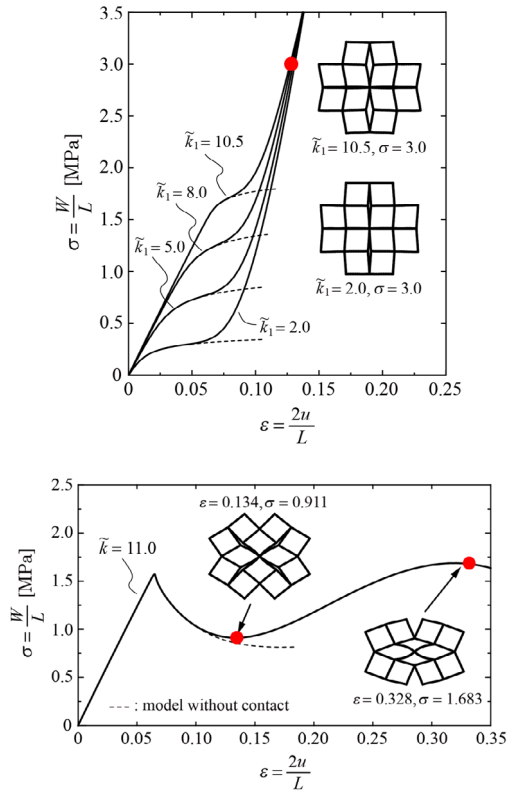 3.5
3.0
2.5
2.0
1.5
1.0
0.5
0
σ = W/L [MPa]
k̃₁ = 10.5
k̃₁ = 8.0
k̃₁ = 5.0
k̃₁ = 2.0
k̃₁ = 10.5, σ = 3.0
k̃₁ = 2.0, σ = 3.0
0 0.05 0.10 0.15 0.20 0.25
ε = 2u/L
2.5
2.0
1.5
1.0
0.5
0
σ = W/L [MPa]
k̃ = 11.0
ε = 0.134, σ = 0.911
ε = 0.328, σ = 1.683
---- : model without contact
0 0.05 0.10 0.15 0.20 0.25 0.30 0.35
ε = 2u/L